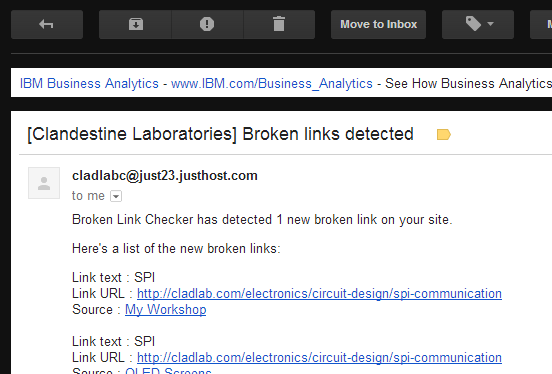 Move to Inbox
IBM Business Analytics - www.IBM.com/Business_Analytics - See How Business Analytics
[Clandestine Laboratories] Broken links detected
cladlabc@just23.justhost.com
to me
Broken Link Checker has detected 1 new broken link on your site.
Here's a list of the new broken links:
Link text : SPI
Link URL : http://cladlab.com/electronics/circuit-design/spi-communication
Source : My Workshop
Link text : SPI
Link URL : http://cladlab.com/electronics/circuit-design/spi-communication
Source : OLED Screens